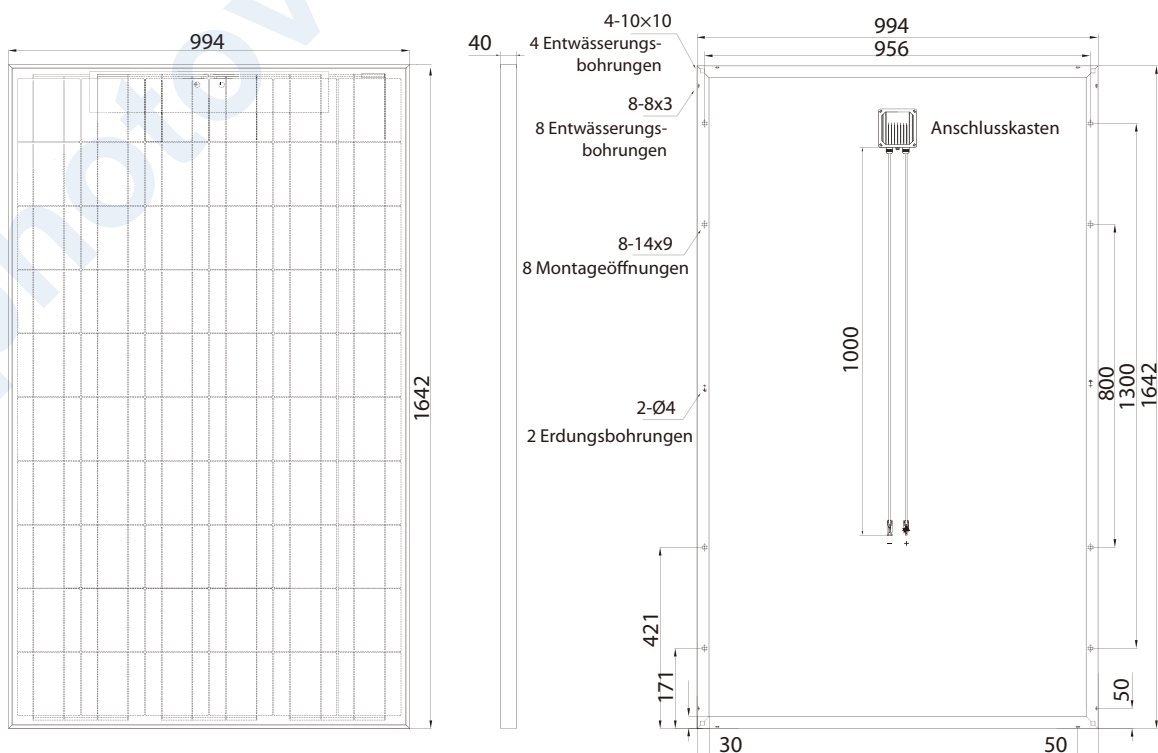 994
1642
40
4-10×10
4 Entwässerungs-
bohrungen
8-8x3
8 Entwässerungs-
bohrungen
8-14x9
8 Montageöffnungen
2-Ø4
2 Erdungsbohrungen
994
956
Anschlusskasten
1000
- +
800
1300
1642
421
171
30
50
50
photov